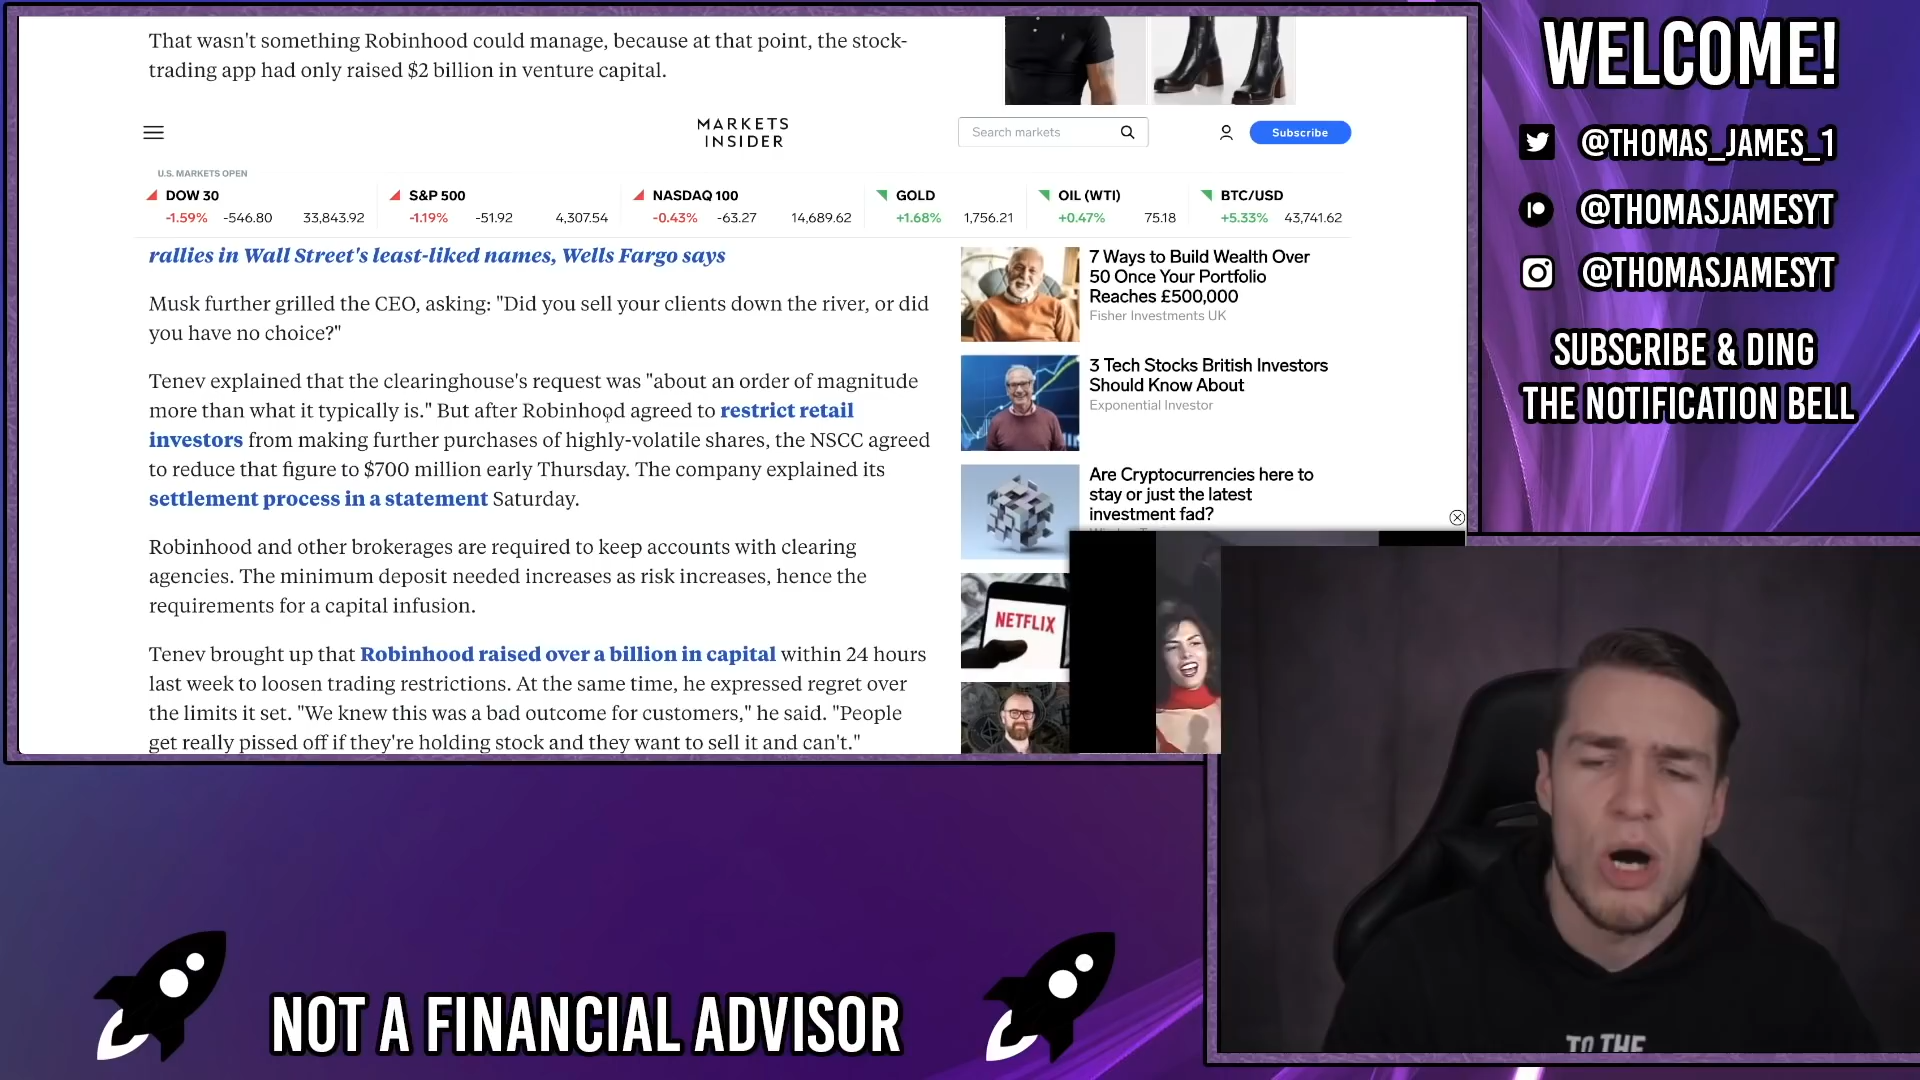 That wasn't something Robinhood could manage, because at that point, the stock-
trading app had only raised $2 billion in venture capital.
MARKETS
INSIDER
Search markets
Subscribe
U.S. MARKETS OPEN
DOW 30
-1.59% -546.80 33,843.92
S&P 500
-1.19% -51.92 4,307.54
NASDAQ 100
-0.43% -63.27 14,689.62
GOLD
+1.68% 1,756.21
OIL (WTI)
+0.47% 75.18
BTC/USD
+5.33% 43,741.62
rallies in Wall Street's least-liked names, Wells Fargo says
Musk further grilled the CEO, asking: "Did you sell your clients down the river, or did
you have no choice?"
Tenev explained that the clearinghouse's request was "about an order of magnitude
more than what it typically is." But after Robinhood agreed to restrict retail
investors from making further purchases of highly-volatile shares, the NSCC agreed
to reduce that figure to $700 million early Thursday. The company explained its
settlement process in a statement Saturday.
Robinhood and other brokerages are required to keep accounts with clearing
agencies. The minimum deposit needed increases as risk increases, hence the
requirements for a capital infusion.
Tenev brought up that Robinhood raised over a billion in capital within 24 hours
last week to loosen trading restrictions. At the same time, he expressed regret over
the limits it set. "We knew this was a bad outcome for customers," he said. "People
get really pissed off if they're holding stock and they want to sell it and can't."
7 Ways to Build Wealth Over
50 Once Your Portfolio
Reaches £500,000
Fisher Investments UK
3 Tech Stocks British Investors
Should Know About
Exponential Investor
Are Cryptocurrencies here to
stay or just the latest
investment fad?
NETFLIX
WELCOME!
@THOMAS_JAMES_1
@THOMASJAMESYT
@THOMASJAMESYT
SUBSCRIBE & DING
THE NOTIFICATION BELL
TO THE
NOT A FINANCIAL ADVISOR